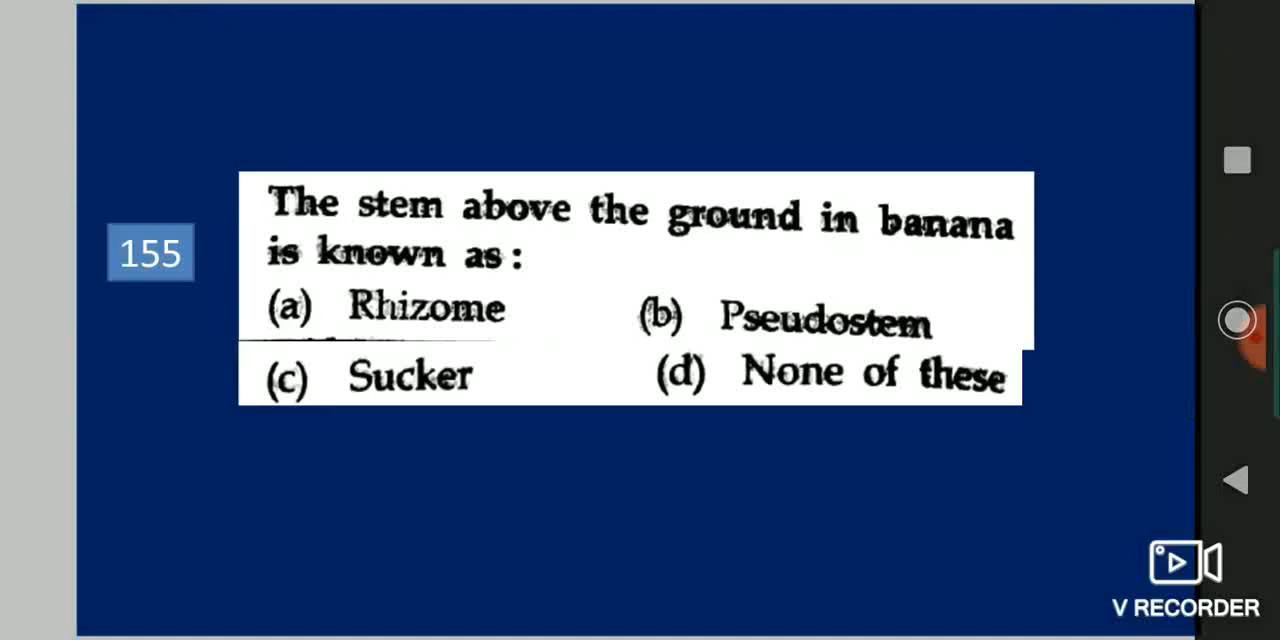 155
The stem above the ground in banana
is known as :
(a) Rhizome (b) Pseudostem
(c) Sucker (d) None of these
V RECORDER